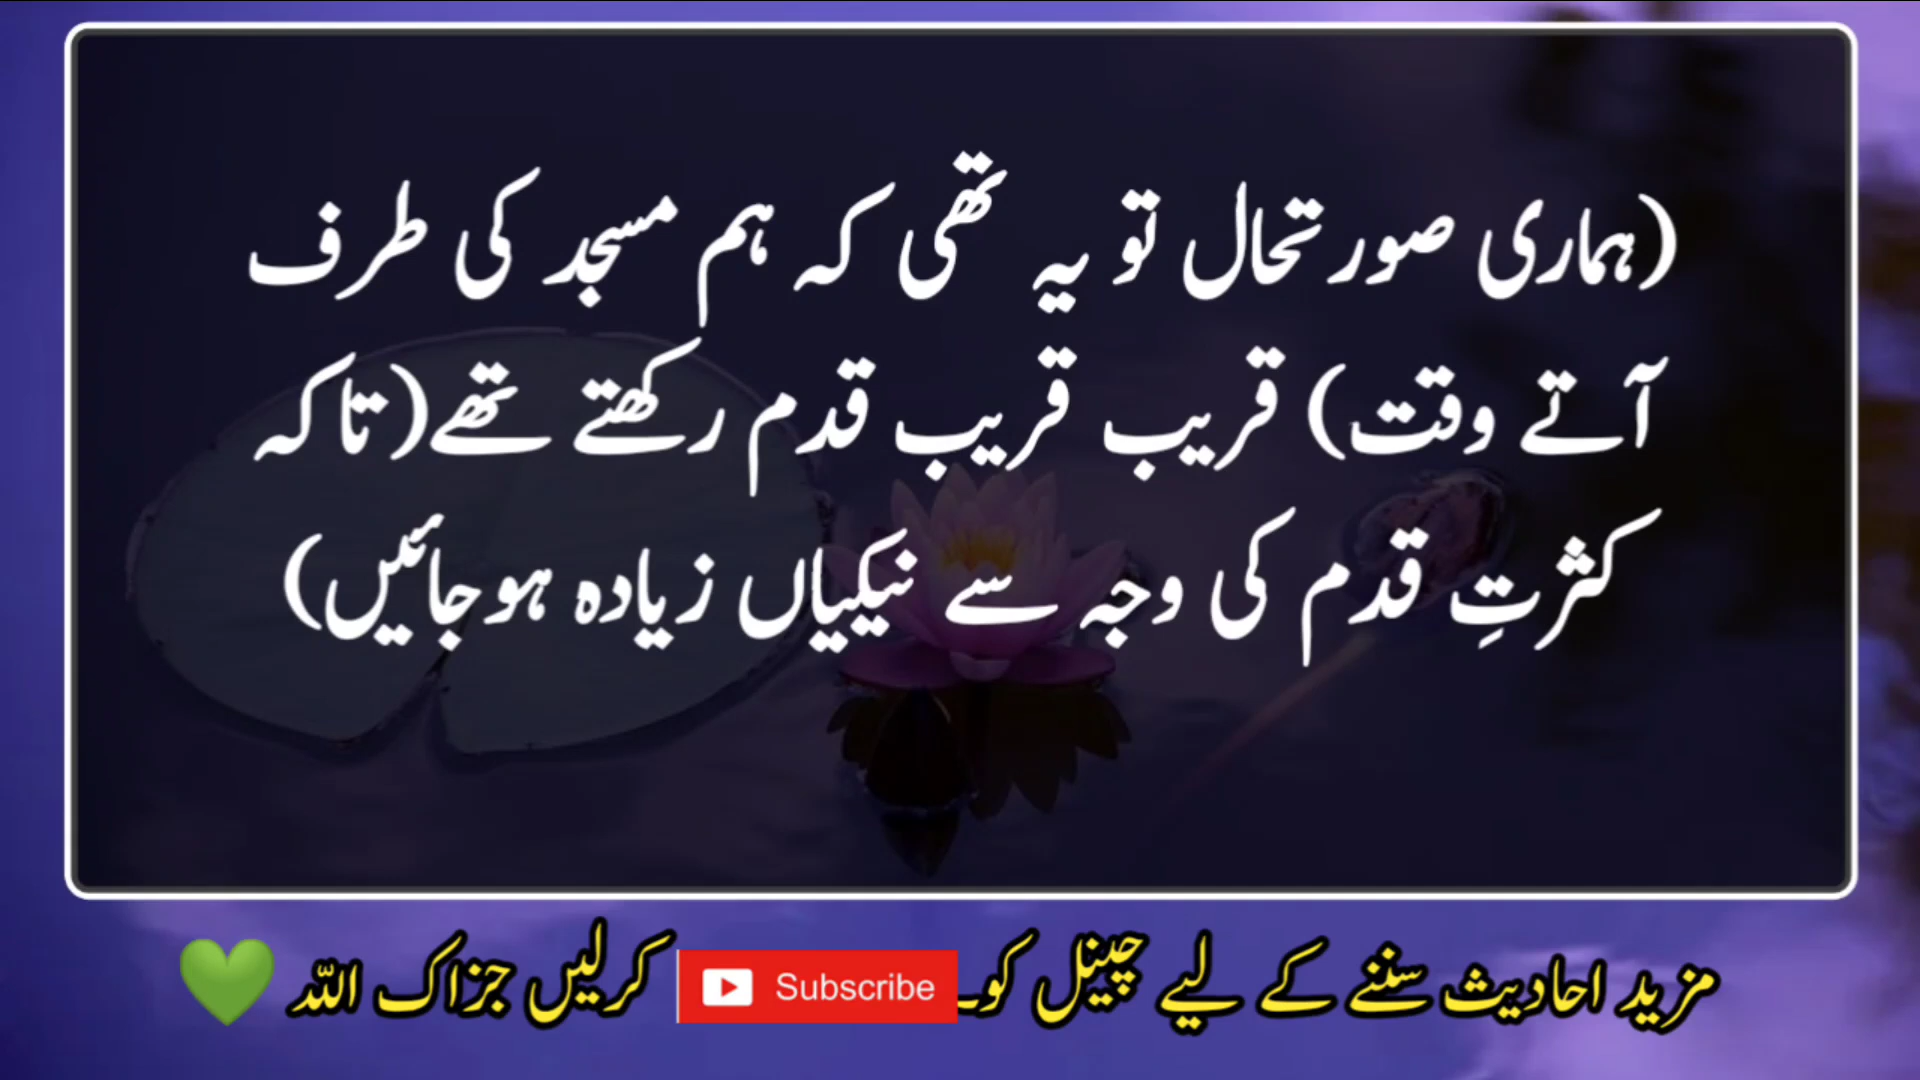 (ہماری صورتحال تو یہ تھی کہ ہم مسجد کی طرف
آتے وقت) قریب قریب قدم رکھتے تھے(تاکہ
کثرتِ قدم کی وجہ سے نیکیاں زیادہ ہوجائیں)
مزید احادیث سننے کے لیے چینل کو Subscribe کرلیں جزاک اللہ 💚